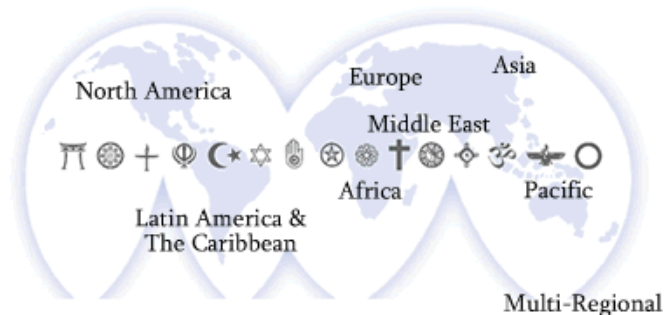 Europe
Asia
North America
Middle East
Africa
Pacific
Latin America &
The Caribbean
Multi-Regional